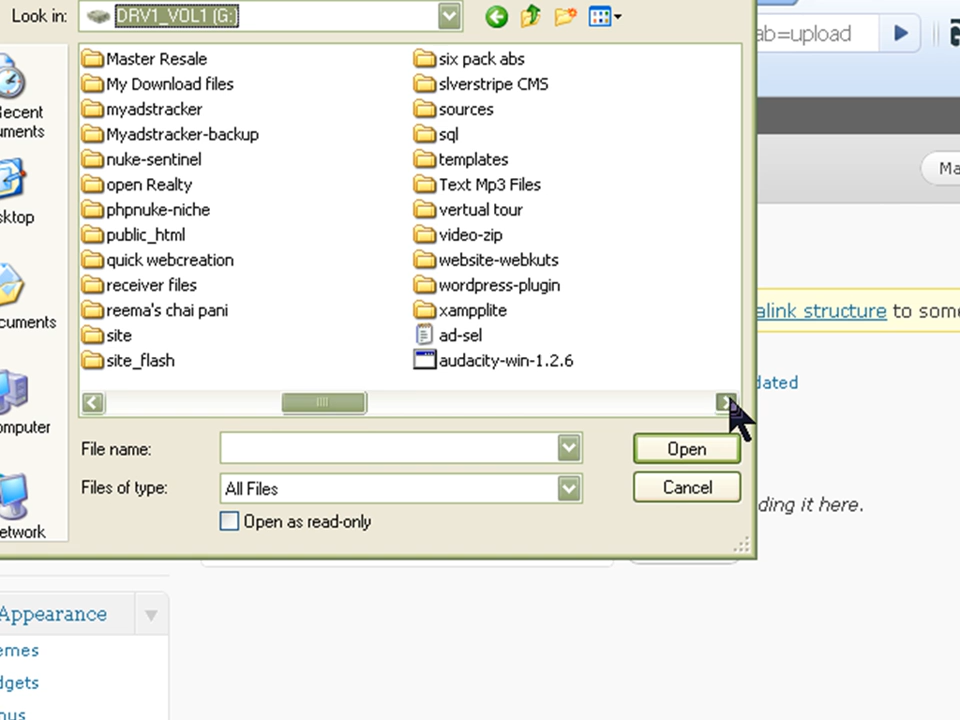 Look in: DRV1_VOL1 (G:)
ab=upload
Master Resale
My Download files
myadstracker
Myadstracker-backup
nuke-sentinel
open Realty
phpnuke-niche
public_html
quick webcreation
receiver files
reema's chai pani
site
site_flash
six pack abs
slverstripe CMS
sources
sql
templates
Text Mp3 Files
vertual tour
video-zip
website-webkuts
wordpress-plugin
xampplite
ad-sel
audacity-win-1.2.6
ecent
uments
sktop
cuments
omputer
etwork
File name:
Open
Files of type: All Files
Cancel
Open as read-only
Ma
alink structure to som
dated
ding it here.
Appearance
emes
dgets
nus